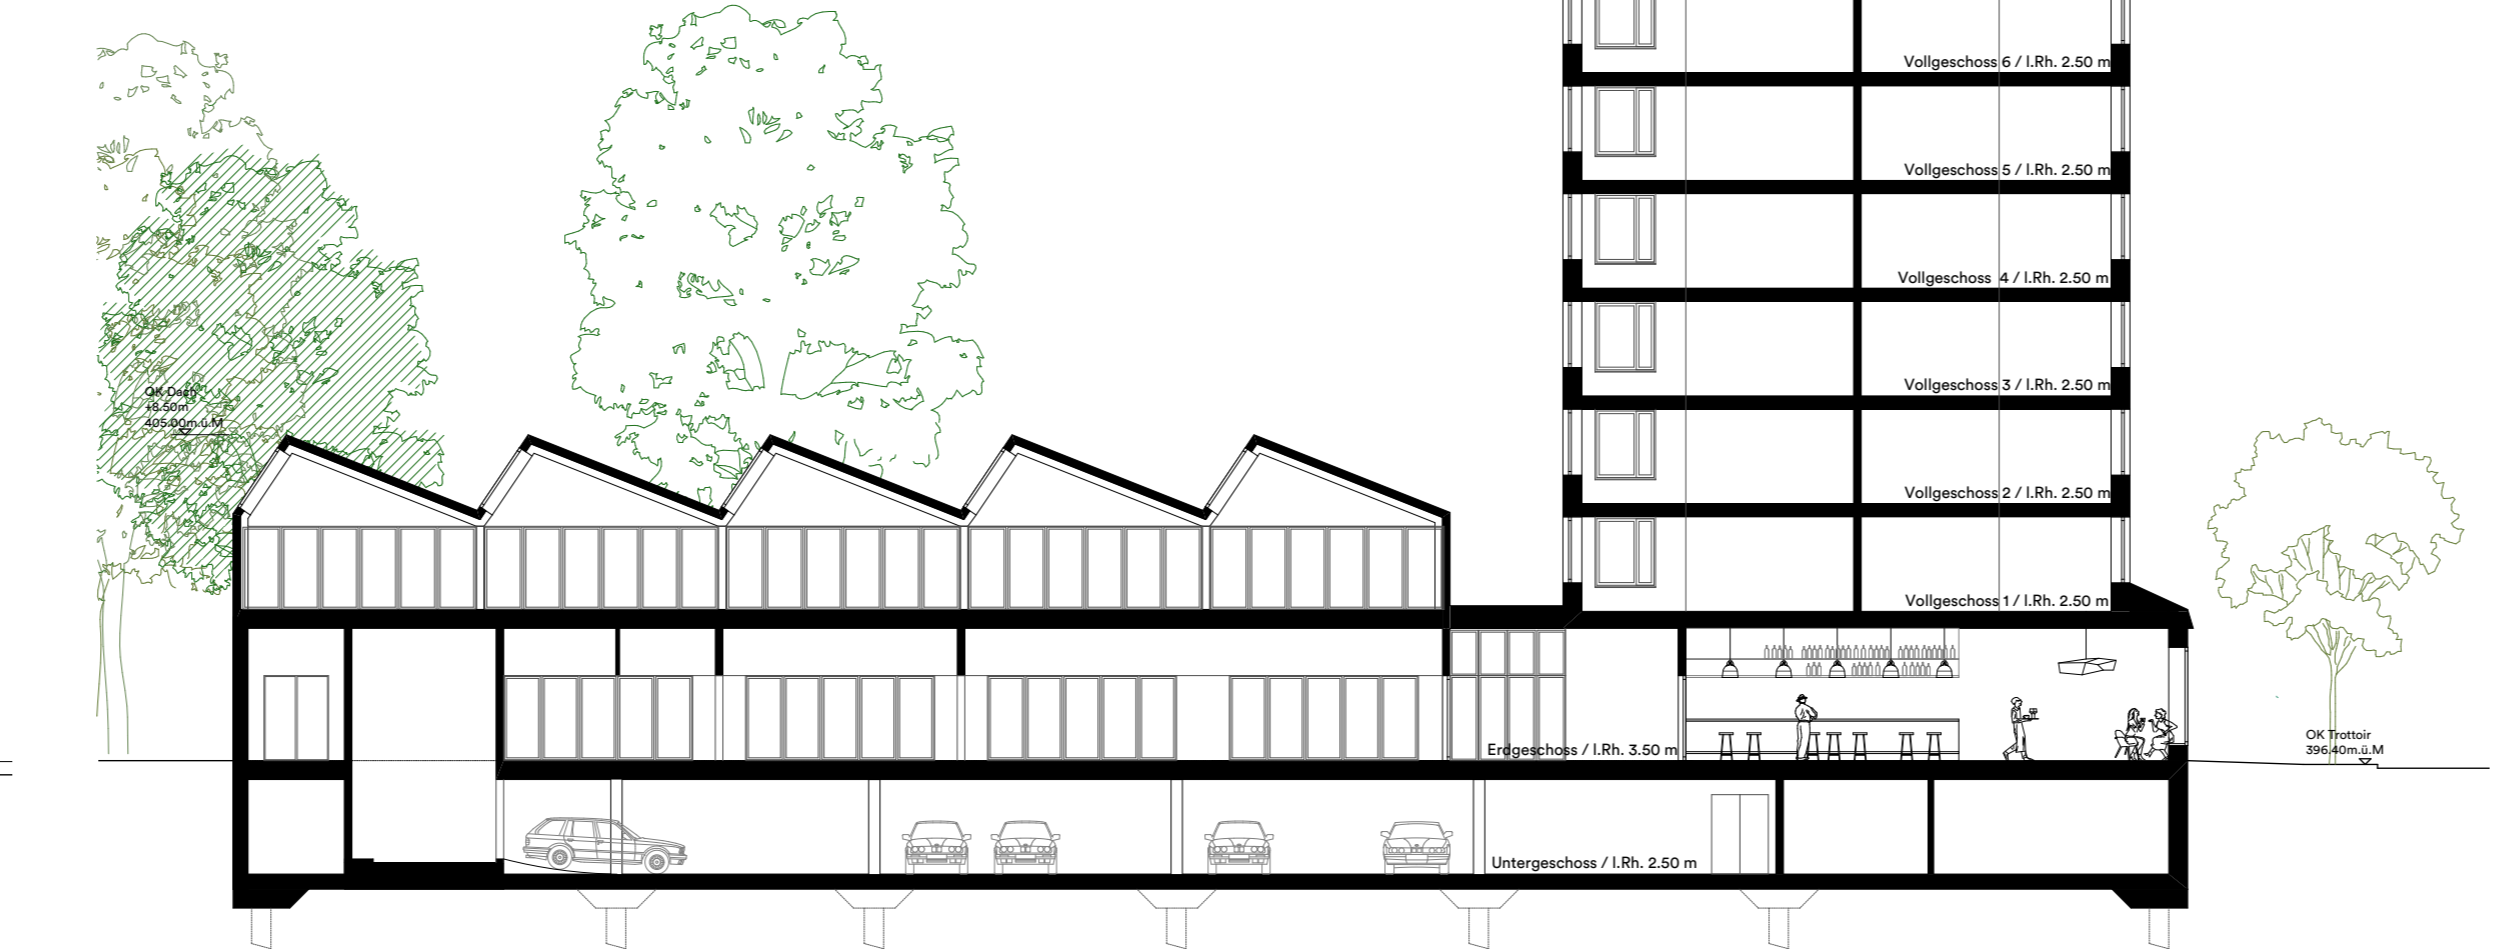 Vollgeschoss 6 / l.Rh. 2.50 m
Vollgeschoss 5 / l.Rh. 2.50 m
Vollgeschoss 4 / l.Rh. 2.50 m
Vollgeschoss 3 / l.Rh. 2.50 m
OK Dach
+8.50m
405.00m.ü.M
Vollgeschoss 2 / l.Rh. 2.50 m
Vollgeschoss 1 / l.Rh. 2.50 m
Erdgeschoss / l.Rh. 3.50 m
OK Trottoir
396.40m.ü.M
Untergeschoss / l.Rh. 2.50 m